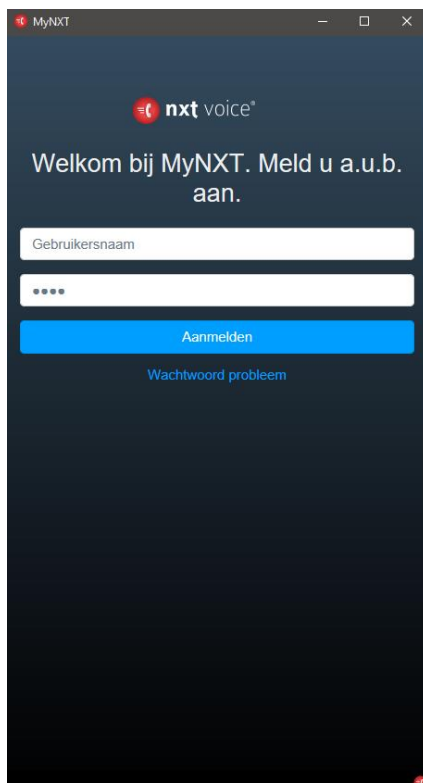 MyNXT
nxt voice®
Welkom bij MyNXT. Meld u a.u.b.
aan.
Gebruikersnaam
••••
Aanmelden
Wachtwoord probleem